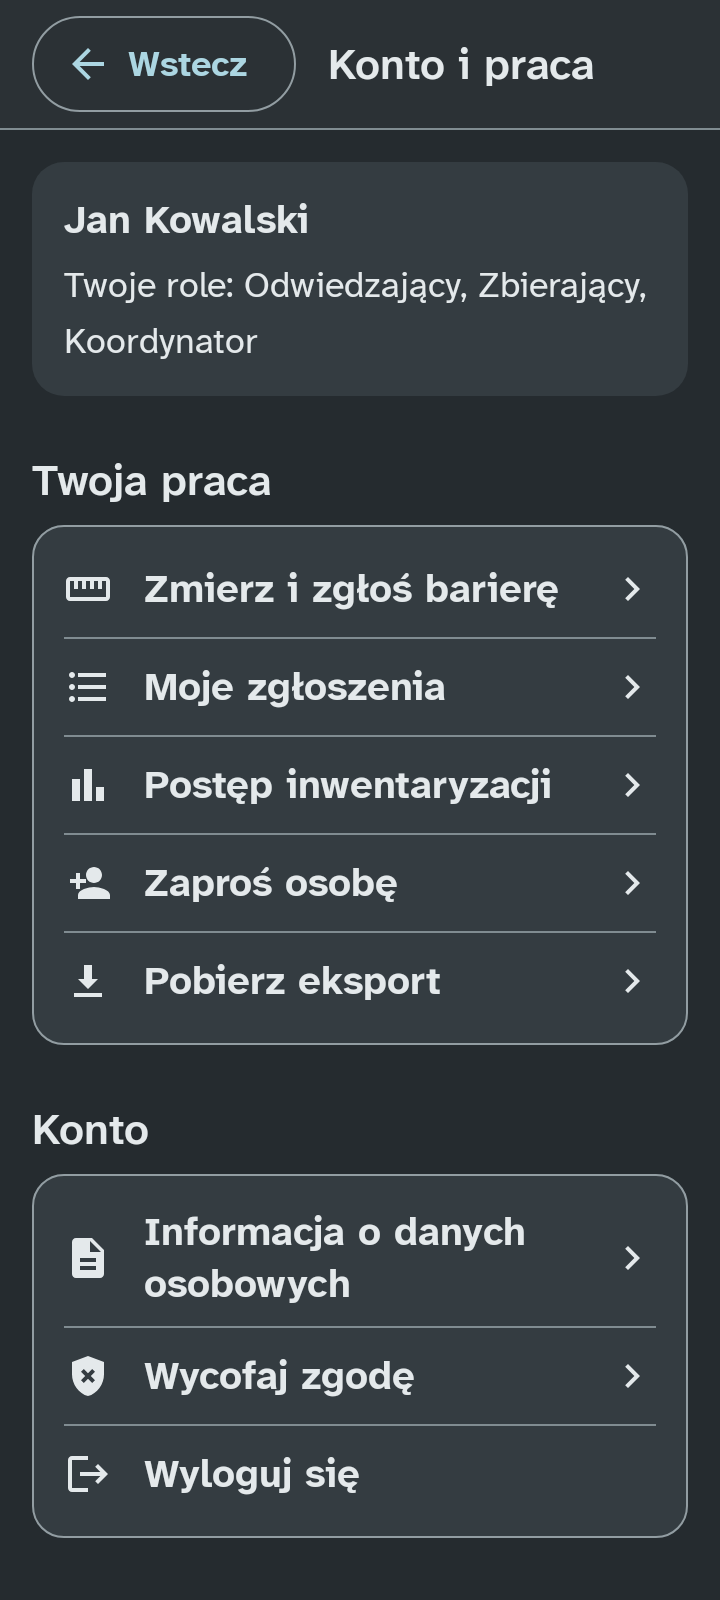 Wstecz
Konto i praca
Jan Kowalski
Twoje role: Odwiedzający, Zbierający,
Koordynator
Twoja praca
Zmierz i zgłoś barierę
Moje zgłoszenia
Postęp inwentaryzacji
Zaproś osobę
Pobierz eksport
Konto
Informacja o danych
osobowych
Wycofaj zgodę
Wyloguj się